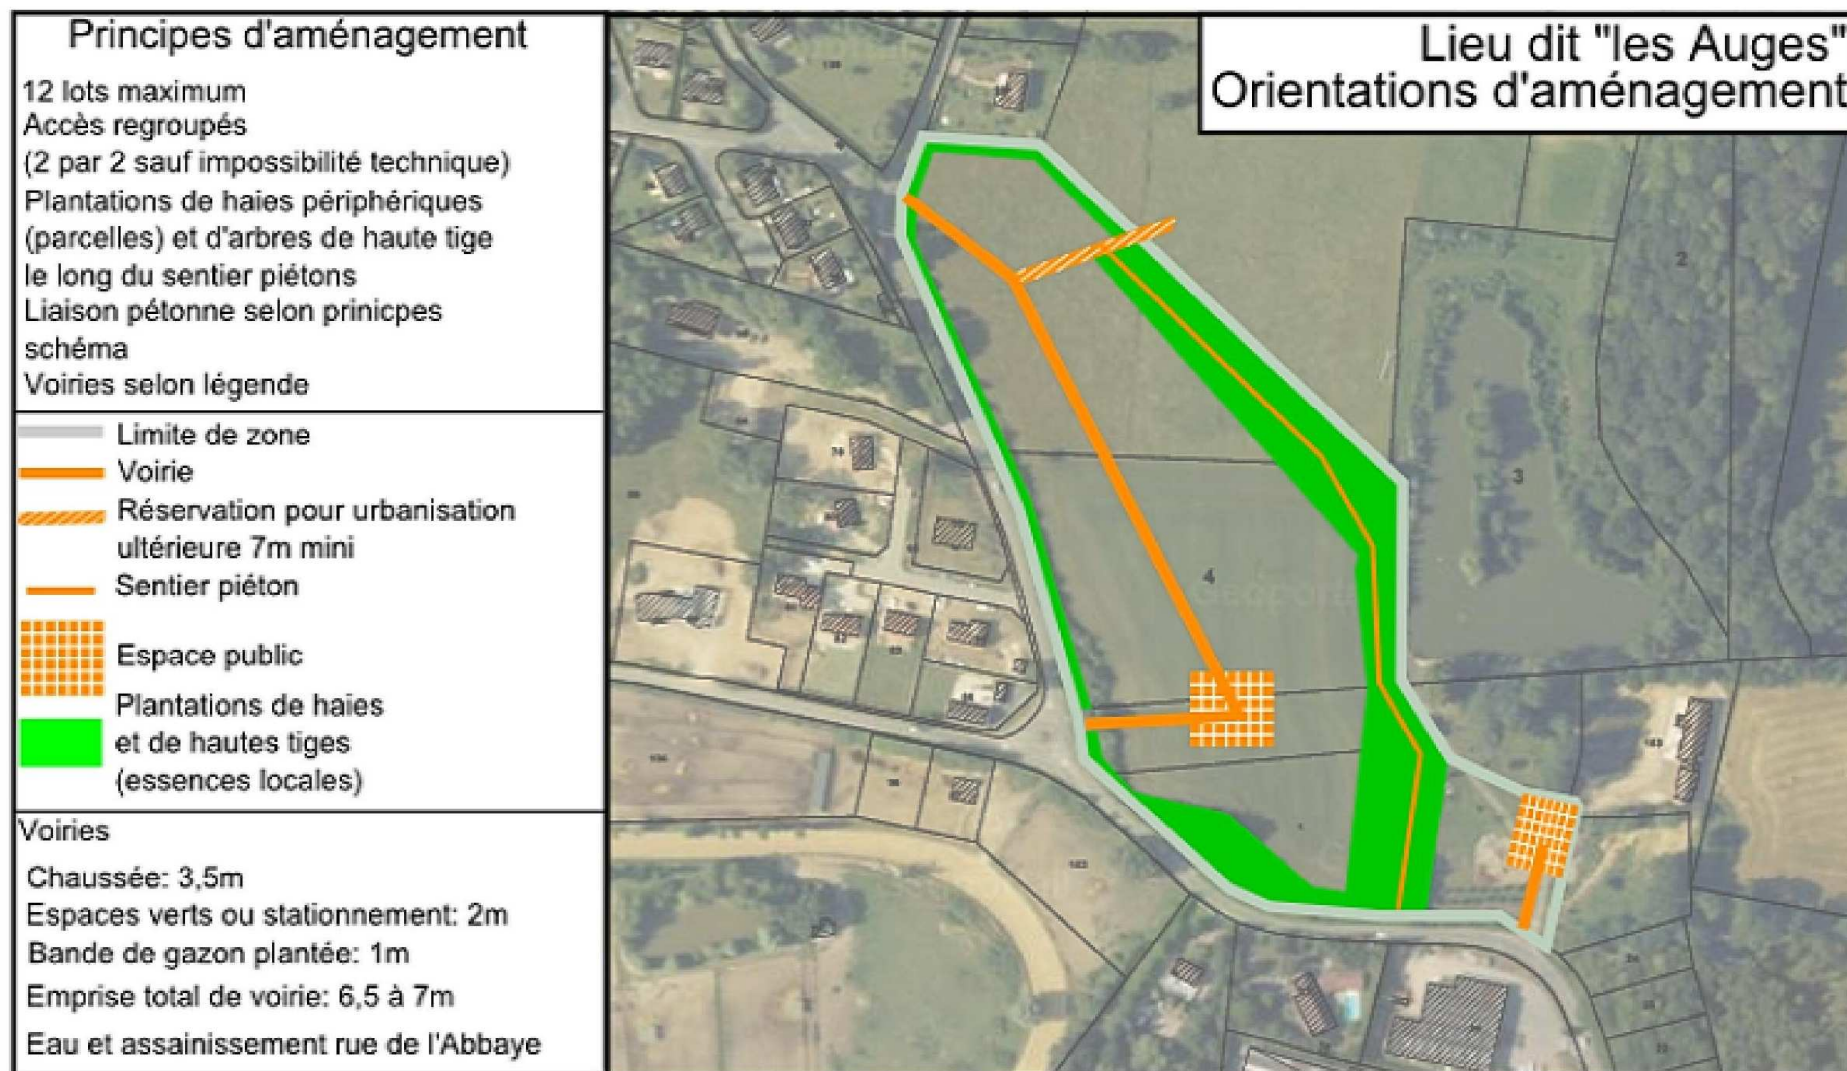 Principes d'aménagement
12 lots maximum
Accès regroupés
(2 par 2 sauf impossibilité technique)
Plantations de haies périphériques
(parcelles) et d'arbres de haute tige
le long du sentier piétons
Liaison pétonne selon prinicpes
schéma
Voiries selon légende
Limite de zone
Voirie
Réservation pour urbanisation
ultérieure 7m mini
Sentier piéton
Espace public
Plantations de haies
et de hautes tiges
(essences locales)
Voiries
Chaussée: 3,5m
Espaces verts ou stationnement: 2m
Bande de gazon plantée: 1m
Emprise total de voirie: 6,5 à 7m
Eau et assainissement rue de l'Abbaye
Lieu dit "les Auges"
Orientations d'aménagement
2
3
4